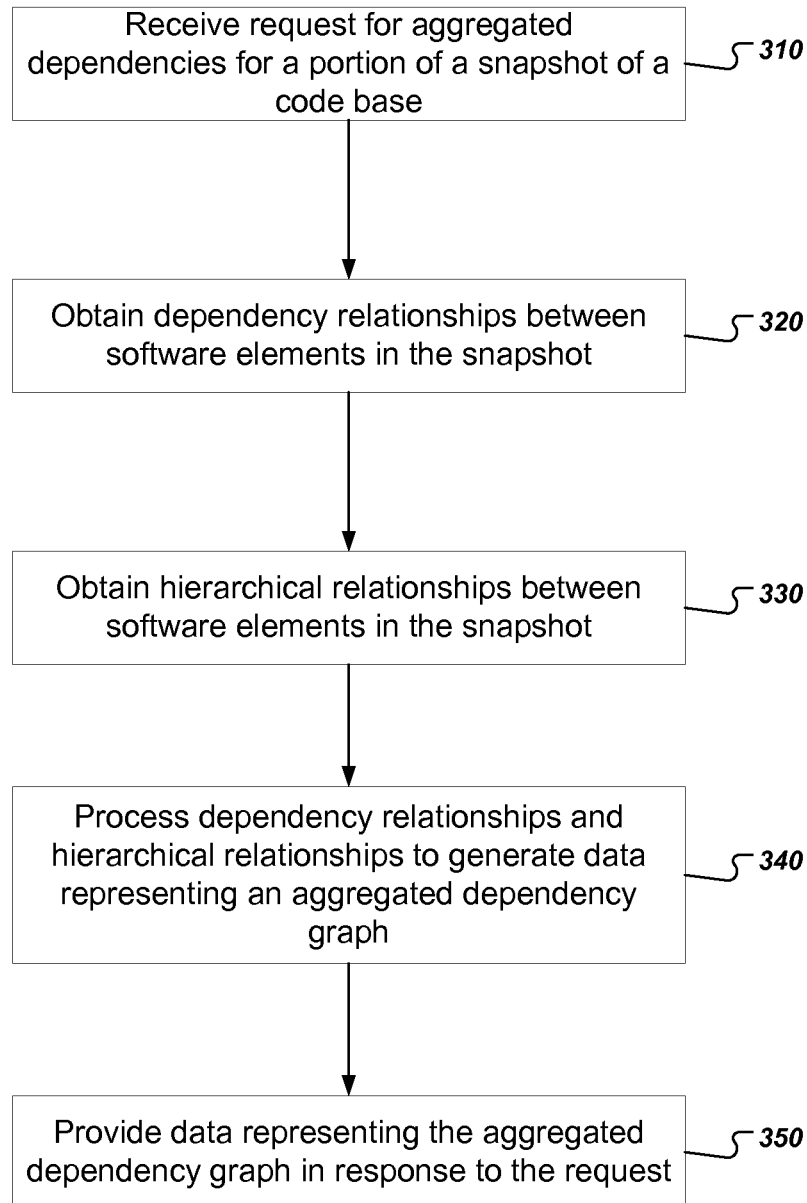 Receive request for aggregated
dependencies for a portion of a snapshot of a
code base
310
Obtain dependency relationships between
software elements in the snapshot
320
Obtain hierarchical relationships between
software elements in the snapshot
330
Process dependency relationships and
hierarchical relationships to generate data
representing an aggregated dependency
graph
340
Provide data representing the aggregated
dependency graph in response to the request
350